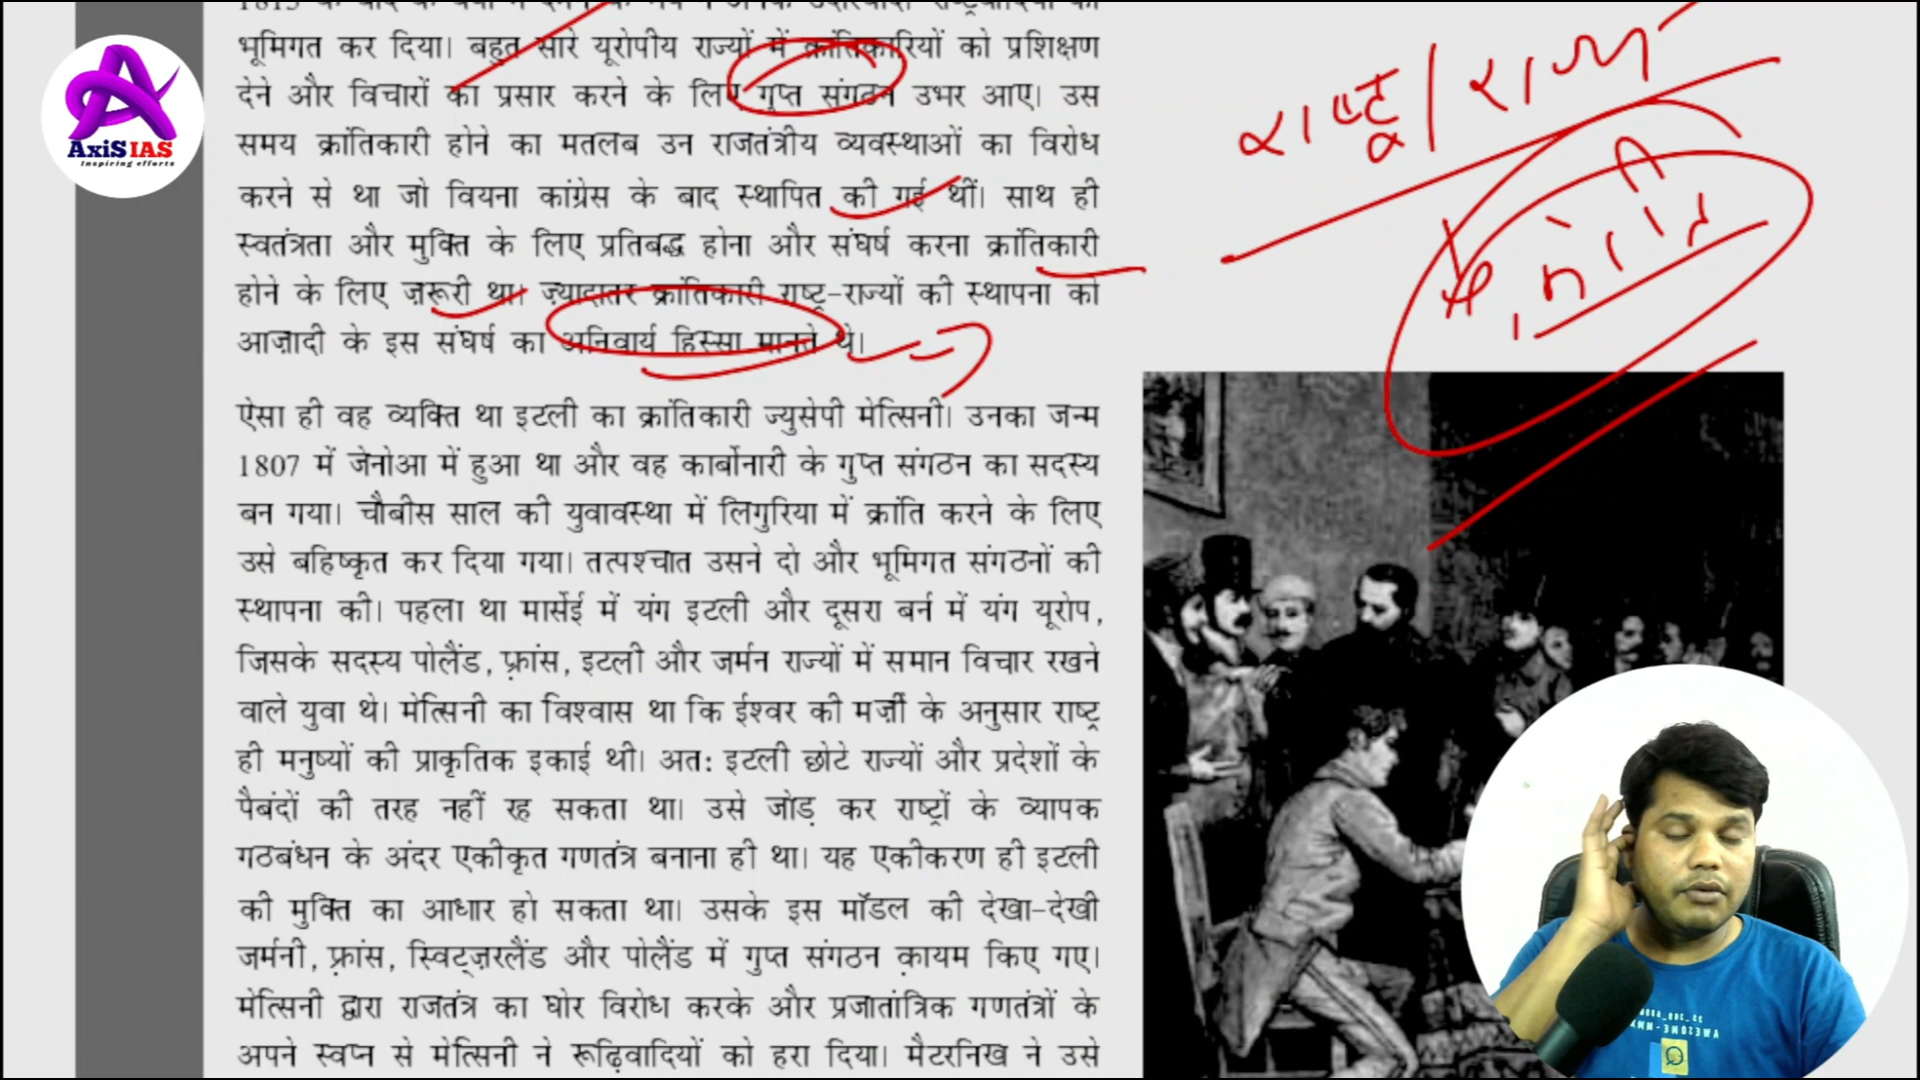 भूमिगत कर दिया। बहुत सारे यूरोपीय राज्यों में क्रांतिकारियों को प्रशिक्षण
देने और विचारों का प्रसार करने के लिए गुप्त संगठन उभर आए। उस
समय क्रांतिकारी होने का मतलब उन राजतंत्रीय व्यवस्थाओं का विरोध
करने से था जो वियना कांग्रेस के बाद स्थापित की गई थीं। साथ ही
स्वतंत्रता और मुक्ति के लिए प्रतिबद्ध होना और संघर्ष करना क्रांतिकारी
होने के लिए ज़रूरी था। ज़्यादातर क्रांतिकारी राष्ट्र-राज्यों की स्थापना को
आज़ादी के इस संघर्ष का अनिवार्य हिस्सा मानते थे।
ऐसा ही वह व्यक्ति था इटली का क्रांतिकारी ज्युसेपी मेत्सिनी। उनका जन्म
1807 में जेनोआ में हुआ था और वह कार्बोनारी के गुप्त संगठन का सदस्य
बन गया। चौबीस साल की युवावस्था में लिगुरिया में क्रांति करने के लिए
उसे बहिष्कृत कर दिया गया। तत्पश्चात उसने दो और भूमिगत संगठनों की
स्थापना की। पहला था मार्सेई में यंग इटली और दूसरा बर्न में यंग यूरोप,
जिसके सदस्य पोलैंड, फ़्रांस, इटली और जर्मन राज्यों में समान विचार रखने
वाले युवा थे। मेत्सिनी का विश्वास था कि ईश्वर की मर्ज़ी के अनुसार राष्ट्र
ही मनुष्यों की प्राकृतिक इकाई थी। अत: इटली छोटे राज्यों और प्रदेशों के
पैबंदों की तरह नहीं रह सकता था। उसे जोड़ कर राष्ट्रों के व्यापक
गठबंधन के अंदर एकीकृत गणतंत्र बनाना ही था। यह एकीकरण ही इटली
की मुक्ति का आधार हो सकता था। उसके इस मॉडल की देखा-देखी
जर्मनी, फ़्रांस, स्विट्ज़रलैंड और पोलैंड में गुप्त संगठन क़ायम किए गए।
मेत्सिनी द्वारा राजतंत्र का घोर विरोध करके और प्रजातांत्रिक गणतंत्रों के
अपने स्वप्न से मेत्सिनी ने रूढ़िवादियों को हरा दिया। मैटरनिख ने उसे
राष्ट्र/राज्य
AxiS IAS
Inspiring efforts